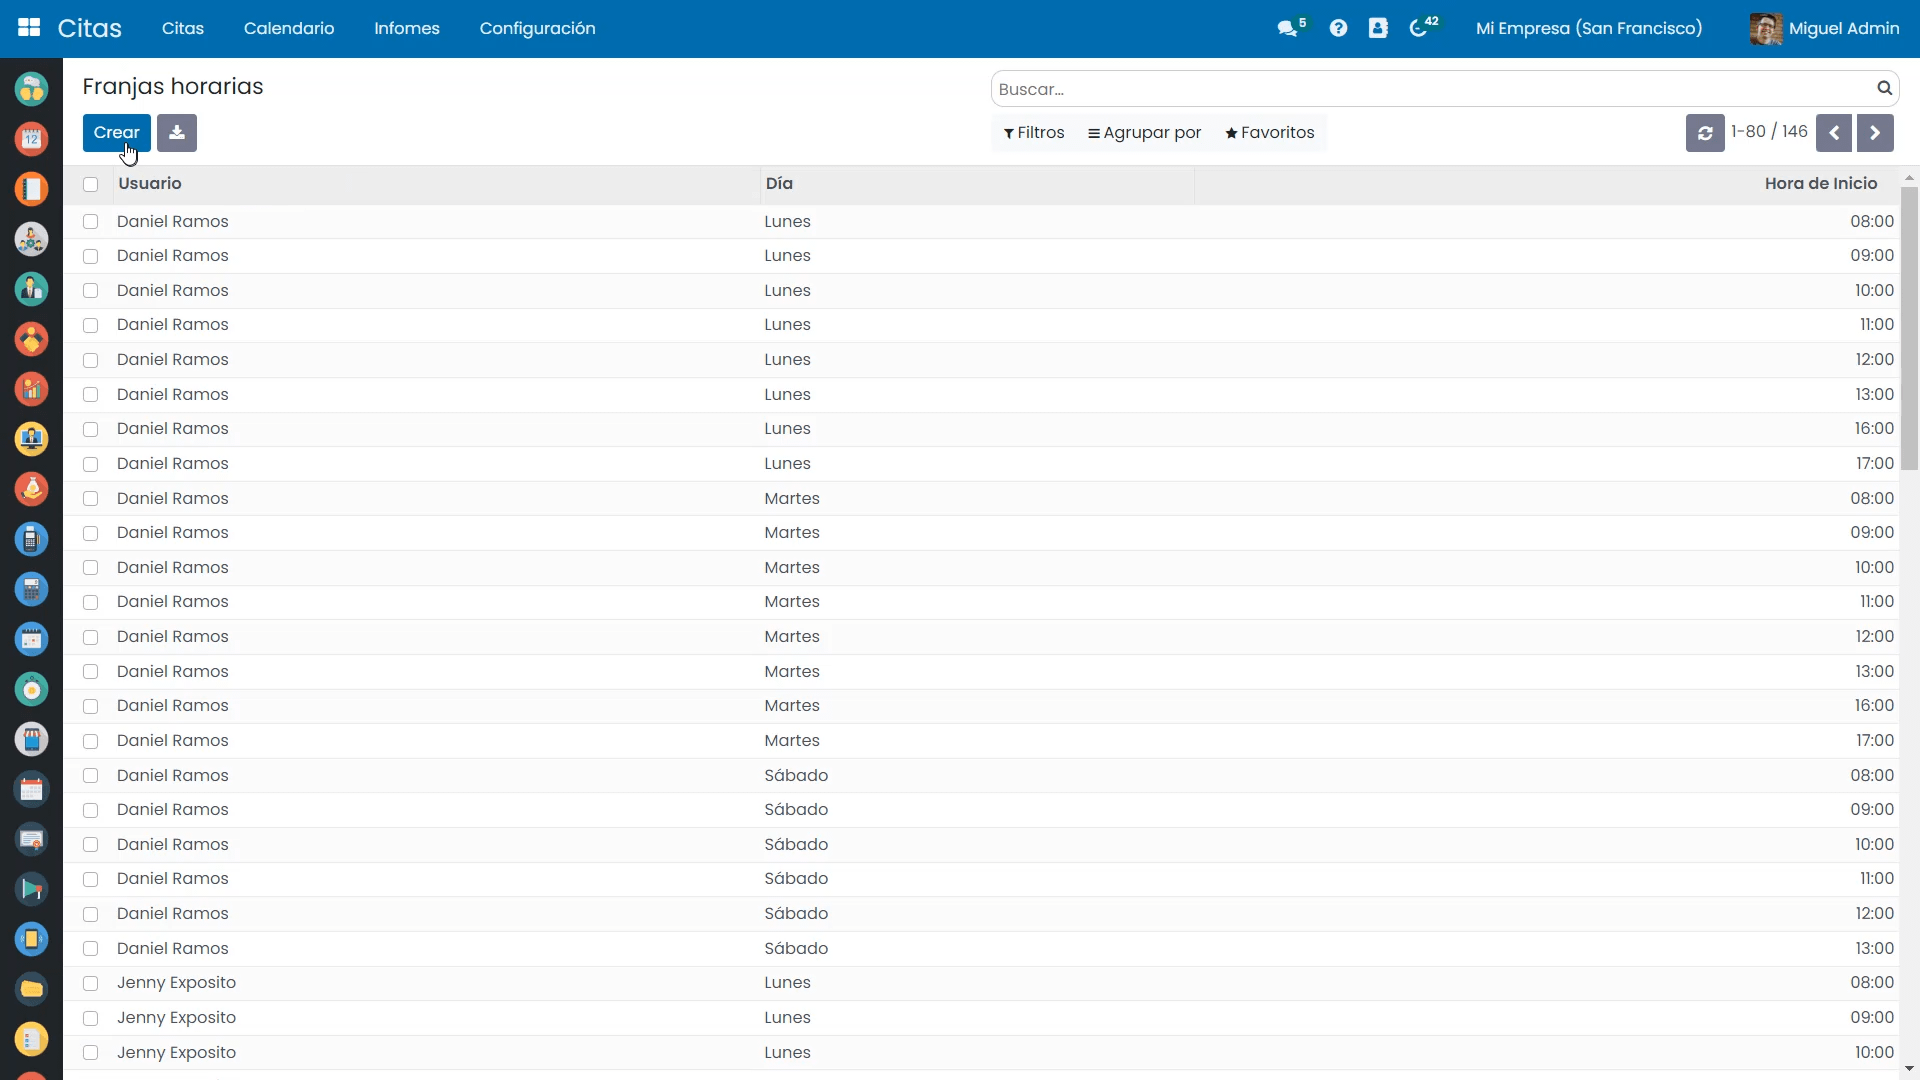 Citas Citas Calendario Infomes Configuración 5 42 Mi Empresa (San Francisco) Miguel Admin
Franjas horarias
Buscar...
Crear
Filtros Agrupar por Favoritos
1-80 / 146
Usuario Día Hora de Inicio
Daniel Ramos Lunes 08:00
Daniel Ramos Lunes 09:00
Daniel Ramos Lunes 10:00
Daniel Ramos Lunes 11:00
Daniel Ramos Lunes 12:00
Daniel Ramos Lunes 13:00
Daniel Ramos Lunes 16:00
Daniel Ramos Lunes 17:00
Daniel Ramos Martes 08:00
Daniel Ramos Martes 09:00
Daniel Ramos Martes 10:00
Daniel Ramos Martes 11:00
Daniel Ramos Martes 12:00
Daniel Ramos Martes 13:00
Daniel Ramos Martes 16:00
Daniel Ramos Martes 17:00
Daniel Ramos Sábado 08:00
Daniel Ramos Sábado 09:00
Daniel Ramos Sábado 10:00
Daniel Ramos Sábado 11:00
Daniel Ramos Sábado 12:00
Daniel Ramos Sábado 13:00
Jenny Exposito Lunes 08:00
Jenny Exposito Lunes 09:00
Jenny Exposito Lunes 10:00
12